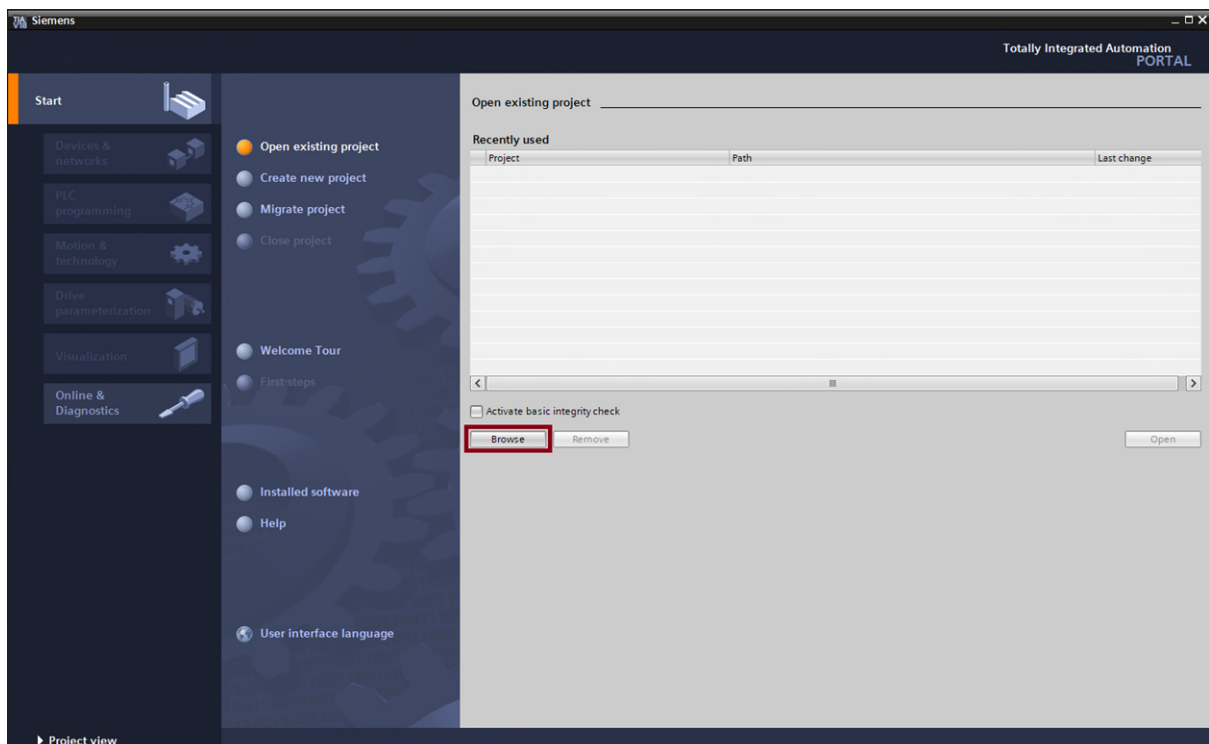 TIA
Siemens
Totally Integrated Automation
PORTAL
Start
Devices &
networks
PLC
programming
Motion &
technology
Drive
parameterization
Visualization
Online &
Diagnostics
Open existing project
Create new project
Migrate project
Close project
Welcome Tour
First steps
Installed software
Help
User interface language
Open existing project
Recently used
Project Path Last change
Activate basic integrity check
Browse Remove Open
Project view